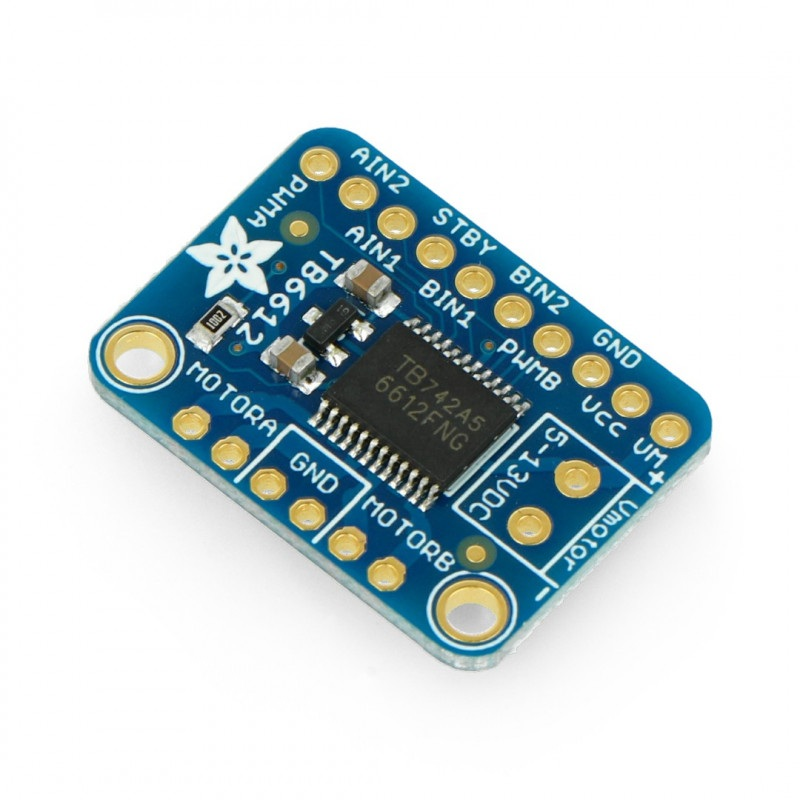 PWMA
AIN2
AIN1
STBY
BIN1
BIN2
PWMB
GND
VCC
VM
TB6612
1002
TB742A5
6612FNG
MOTORA
GND
MOTORB
5-13VDC
+
Vmotor
-